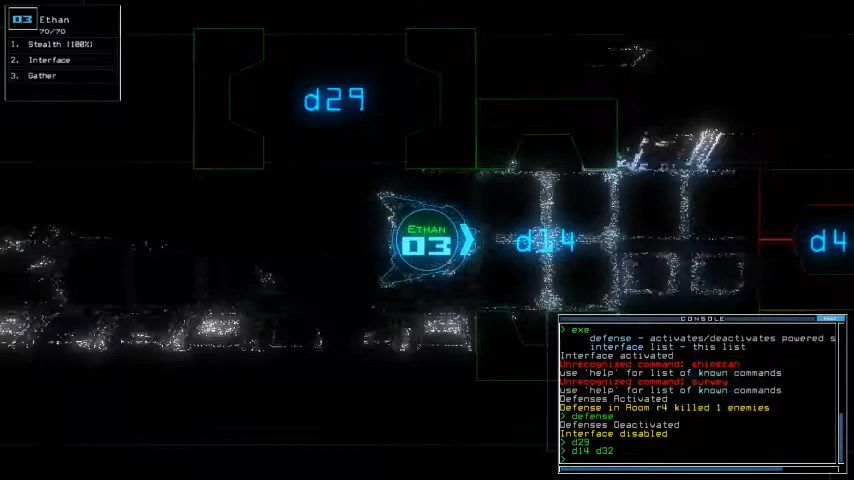 03 Ethan
70/70
1. Stealth (100%)
2. Interface
3. Gather
d29
Ethan
03
d14
d4
CONSOLE
> exe
defense - activates/deactivates powered s
interface list - this list
Interface activated
Unrecognized command: shipscan
use 'help' for list of known commands
Unrecognized command: survey
use 'help' for list of known commands
Defenses Activated
Defense in Room r4 killed 1 enemies
> defense
Defenses Deactivated
Interface disabled
> d29
> d14 d32
>